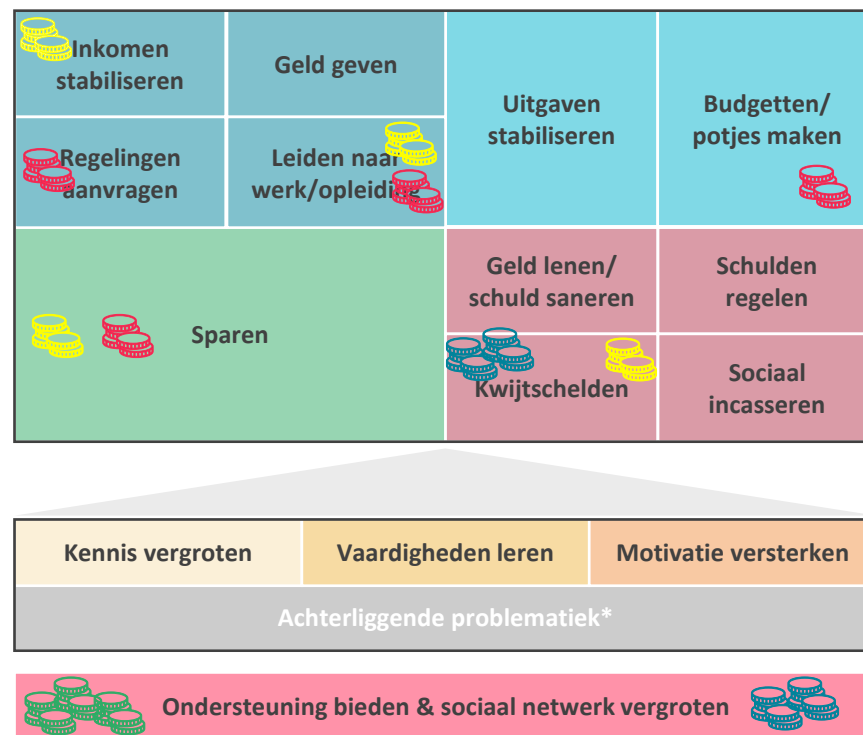 Inkomen
stabiliseren
Geld geven
Uitgaven
stabiliseren
Budgetten/
potjes maken
Regelingen
aanvragen
Leiden naar
werk/opleiding
Sparen
Geld lenen/
schuld saneren
Schulden
regelen
Kwijtschelden
Sociaal
incasseren
Kennis vergroten
Vaardigheden leren
Motivatie versterken
Achterliggende problematiek*
Ondersteuning bieden & sociaal netwerk vergroten